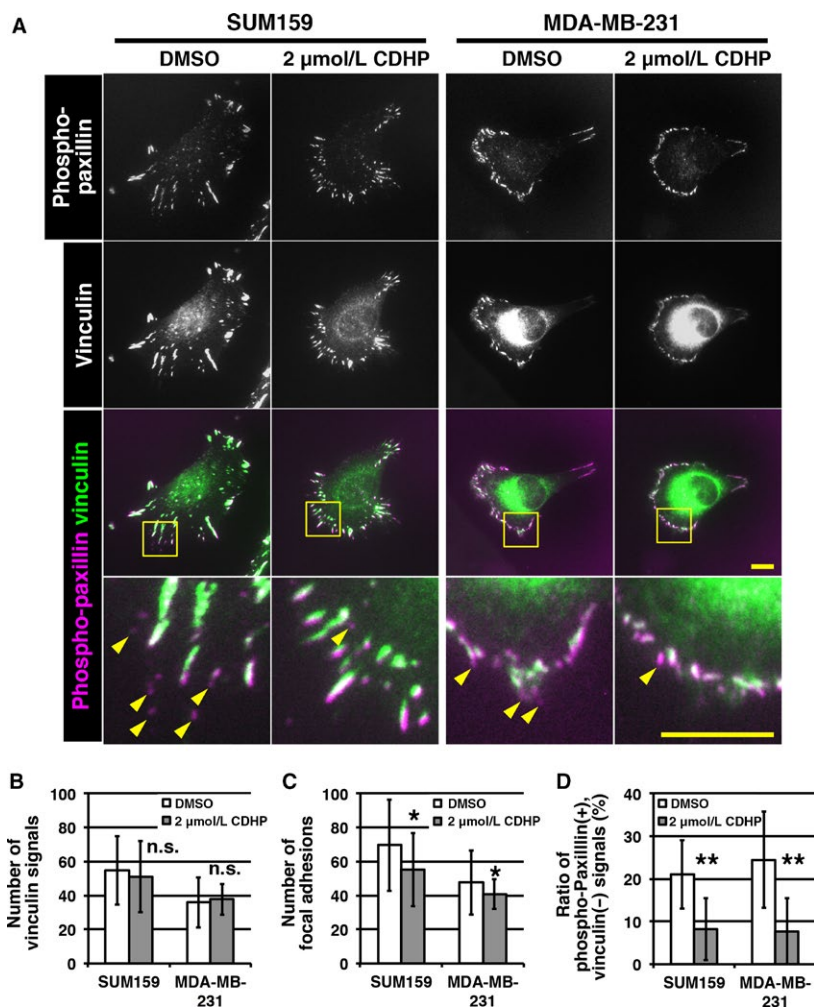 A
SUM159
MDA-MB-231
DMSO
2 µmol/L CDHP
DMSO
2 µmol/L CDHP
Phospho-
paxillin
Vinculin
Phospho-paxillin vinculin
B
Number of
vinculin signals
100
80
60
40
20
0
DMSO
2 µmol/L CDHP
n.s.
n.s.
SUM159
MDA-MB-
231
C
Number of
focal adhesions
100
80
60
40
20
0
DMSO
2 µmol/L CDHP
*
*
SUM159
MDA-MB-
231
D
Ratio of
phospho-Paxillin(+),
vinculin(−) signals (%)
40
30
20
10
0
DMSO
2 µmol/L CDHP
**
**
SUM159
MDA-MB-
231